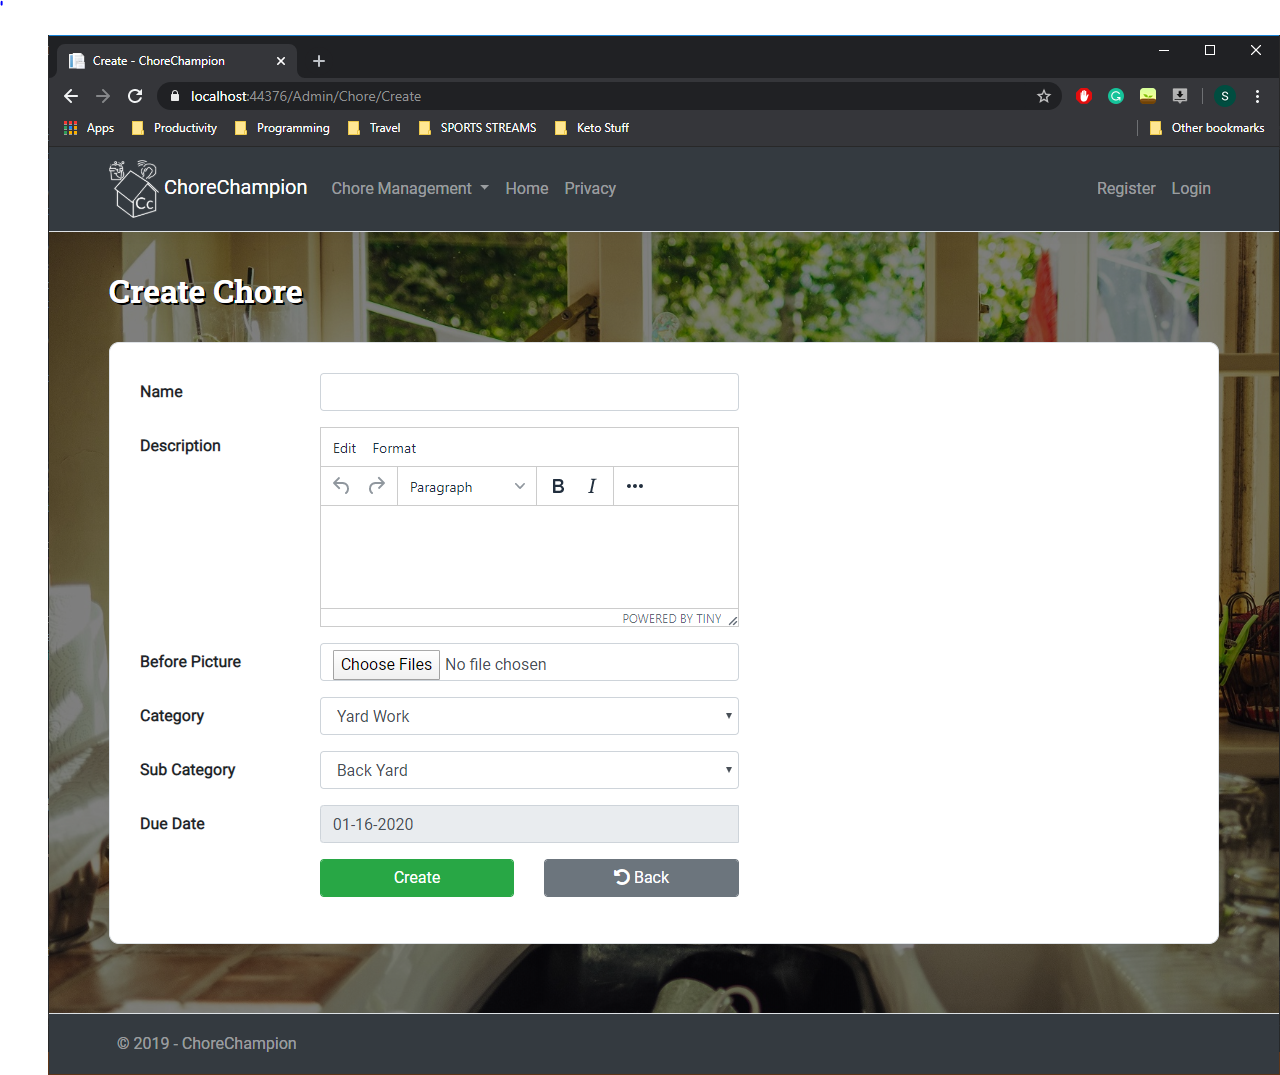 Create - ChoreChampion
localhost:44376/Admin/Chore/Create
S
Apps Productivity Programming Travel SPORTS STREAMS Keto Stuff Other bookmarks
Cc ChoreChampion Chore Management Home Privacy Register Login
Create Chore
Name
Description
Edit Format
Paragraph B I
POWERED BY TINY
Before Picture Choose Files No file chosen
Category Yard Work
Sub Category Back Yard
Due Date 01-16-2020
Create Back
© 2019 - ChoreChampion